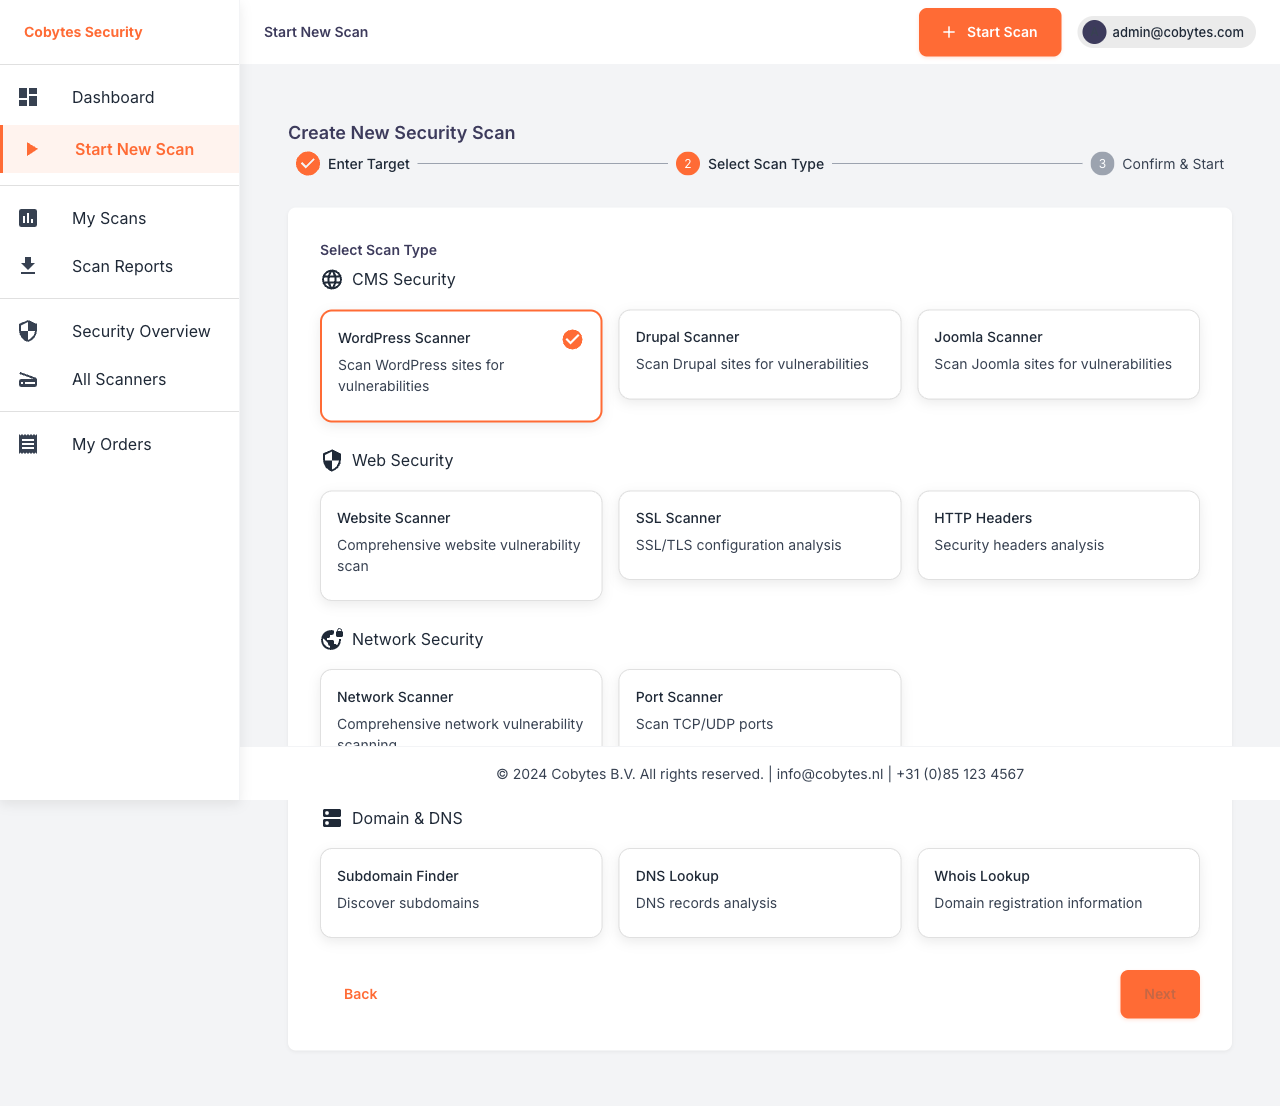 Cobytes Security
Start New Scan
Start Scan
admin@cobytes.com
Dashboard
Start New Scan
My Scans
Scan Reports
Security Overview
All Scanners
My Orders
Create New Security Scan
Enter Target
2
Select Scan Type
3
Confirm & Start
Select Scan Type
CMS Security
WordPress Scanner
Scan WordPress sites for
vulnerabilities
Drupal Scanner
Scan Drupal sites for vulnerabilities
Joomla Scanner
Scan Joomla sites for vulnerabilities
Web Security
Website Scanner
Comprehensive website vulnerability
scan
SSL Scanner
SSL/TLS configuration analysis
HTTP Headers
Security headers analysis
Network Security
Network Scanner
Comprehensive network vulnerability
scanning
Port Scanner
Scan TCP/UDP ports
© 2024 Cobytes B.V. All rights reserved. | info@cobytes.nl | +31 (0)85 123 4567
Domain & DNS
Subdomain Finder
Discover subdomains
DNS Lookup
DNS records analysis
Whois Lookup
Domain registration information
Back
Next